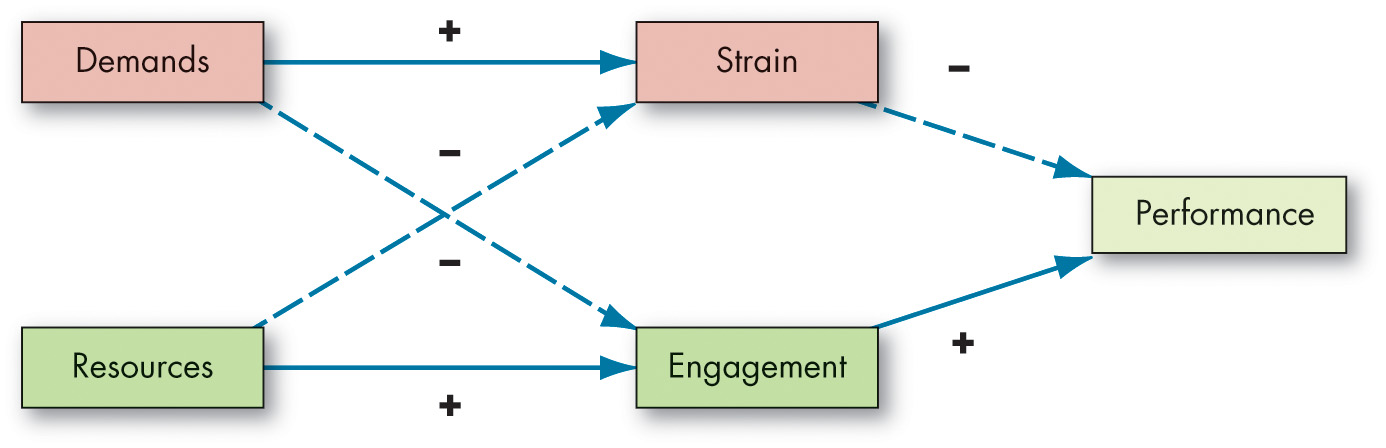 +
Demands
Strain
–
–
Performance
–
Resources
Engagement
+
+